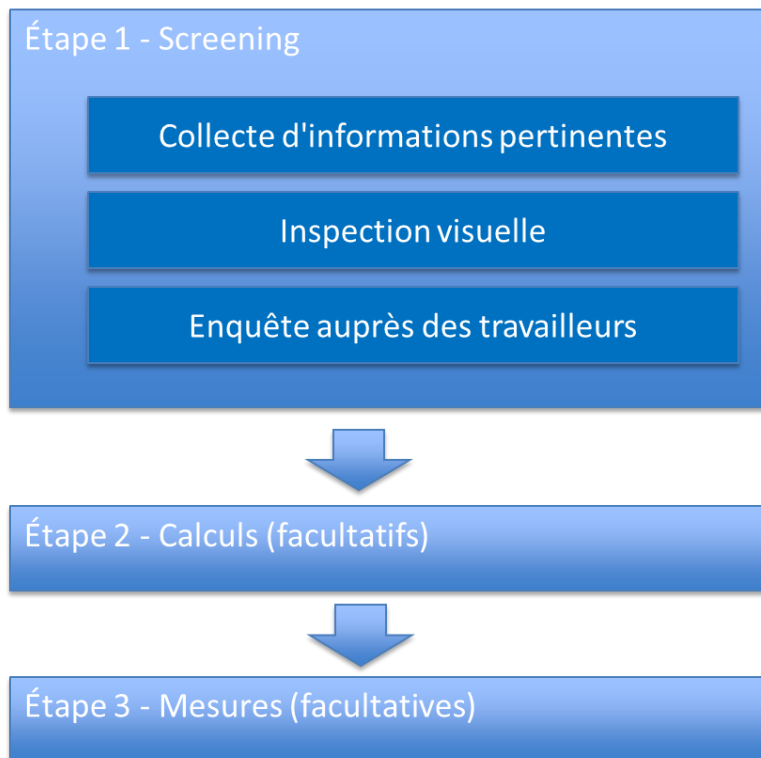 Étape 1 - Screening
Collecte d'informations pertinentes
Inspection visuelle
Enquête auprès des travailleurs
Étape 2 - Calculs (facultatifs)
Étape 3 - Mesures (facultatives)